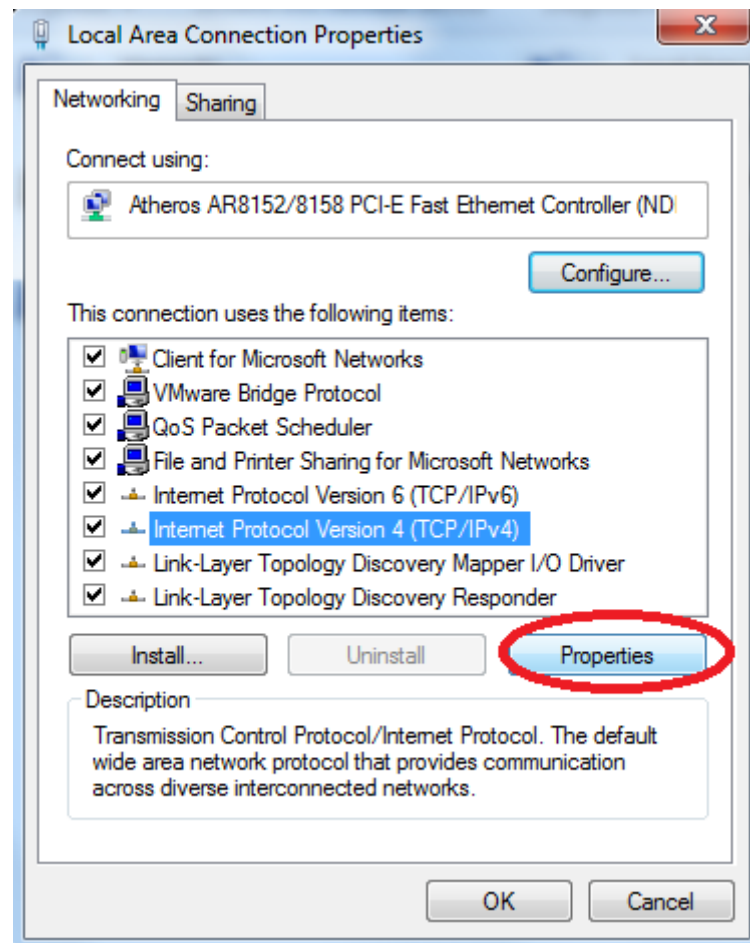 Local Area Connection Properties
Networking
Sharing
Connect using:
Atheros AR8152/8158 PCI-E Fast Ethernet Controller (NDI
Configure...
This connection uses the following items:
Client for Microsoft Networks
VMware Bridge Protocol
QoS Packet Scheduler
File and Printer Sharing for Microsoft Networks
Internet Protocol Version 6 (TCP/IPv6)
Internet Protocol Version 4 (TCP/IPv4)
Link-Layer Topology Discovery Mapper I/O Driver
Link-Layer Topology Discovery Responder
Install...
Uninstall
Properties
Description
Transmission Control Protocol/Internet Protocol. The default
wide area network protocol that provides communication
across diverse interconnected networks.
OK
Cancel